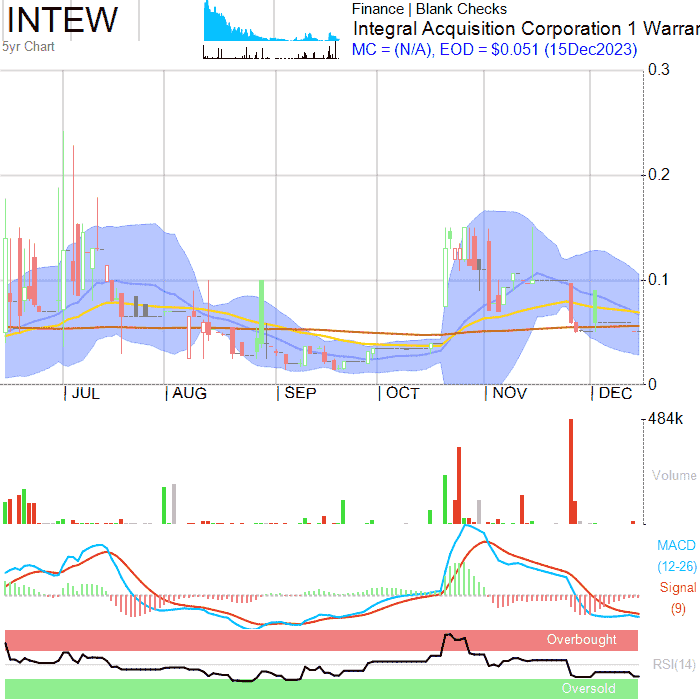 INTEW
5yr Chart
Finance | Blank Checks
Integral Acquisition Corporation 1 Warran
MC = (N/A), EOD = $0.051 (15Dec2023)
0.3
0.2
0.1
0
JUL AUG SEP OCT NOV DEC
484k
Volume
MACD
(12-26)
Signal
(9)
Overbought
RSI(14)
Oversold